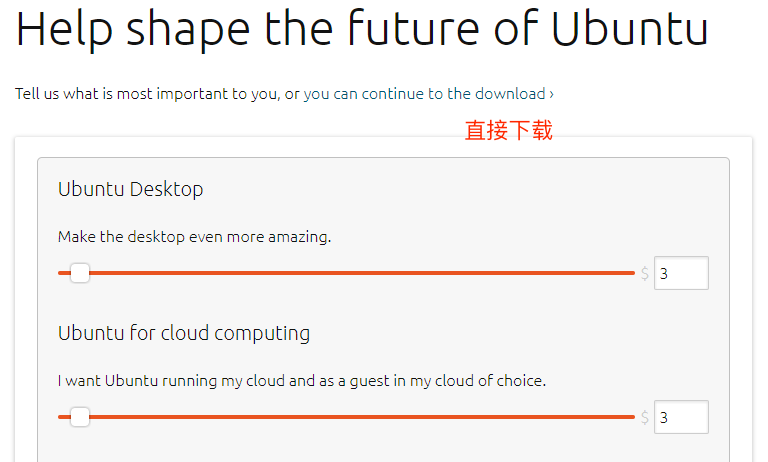 Help shape the future of Ubuntu
Tell us what is most important to you, or you can continue to the download ›
直接下载
Ubuntu Desktop
Make the desktop even more amazing.
$ 3
Ubuntu for cloud computing
I want Ubuntu running my cloud and as a guest in my cloud of choice.
$ 3